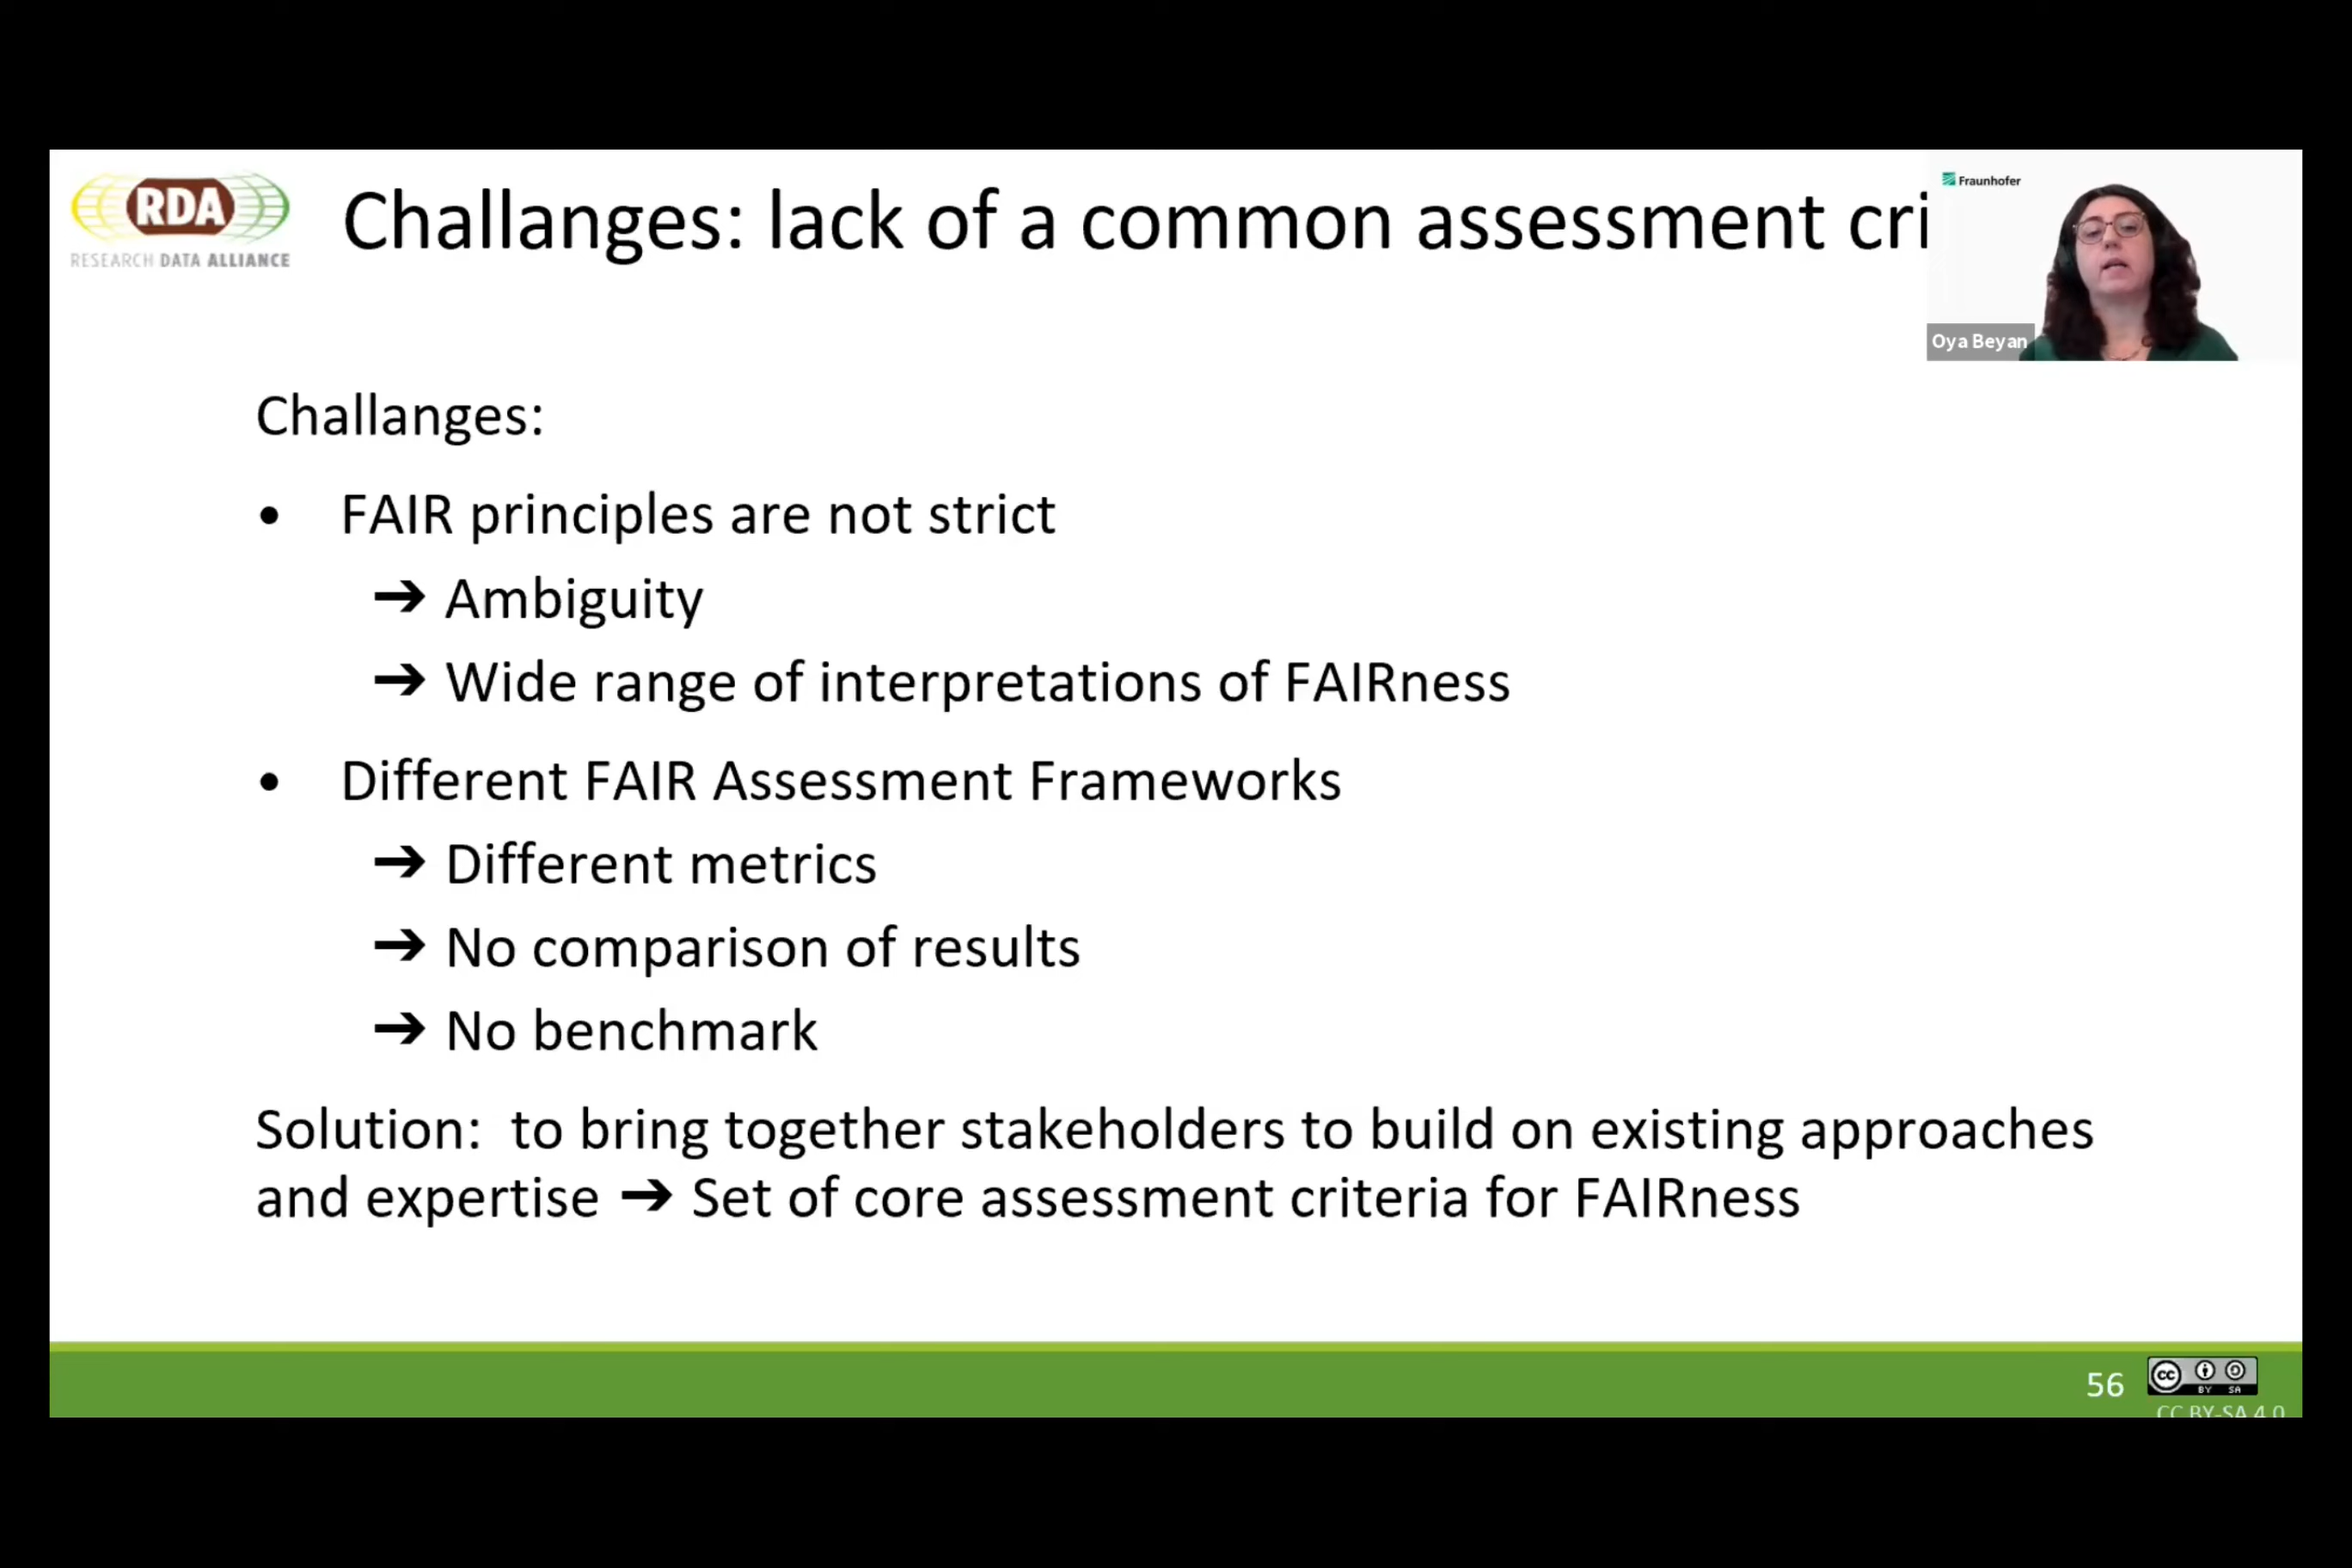 RDA
RESEARCH DATA ALLIANCE
Challanges: lack of a common assessment cri
Fraunhofer
Oya Beyan
Challanges:
• FAIR principles are not strict
➔ Ambiguity
➔ Wide range of interpretations of FAIRness
• Different FAIR Assessment Frameworks
➔ Different metrics
➔ No comparison of results
➔ No benchmark
Solution: to bring together stakeholders to build on existing approaches
and expertise ➔ Set of core assessment criteria for FAIRness
56
cc
BY SA
CC BY-SA 4.0